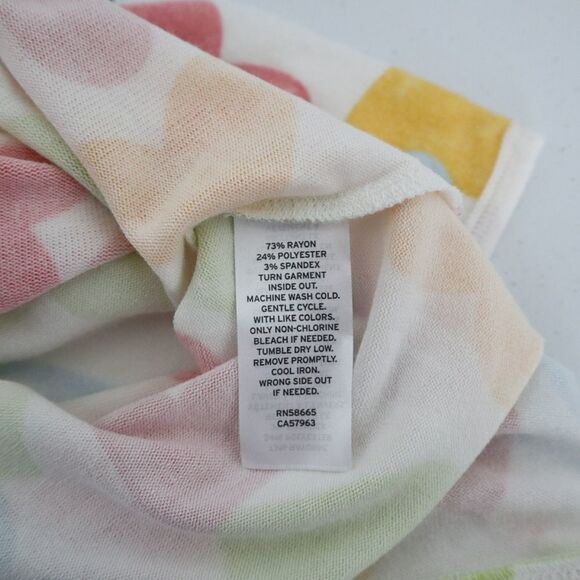 73% RAYON
24% POLYESTER
3% SPANDEX
TURN GARMENT
INSIDE OUT.
MACHINE WASH COLD.
GENTLE CYCLE.
WITH LIKE COLORS.
ONLY NON-CHLORINE
BLEACH IF NEEDED.
TUMBLE DRY LOW.
REMOVE PROMPTLY.
COOL IRON.
WRONG SIDE OUT
IF NEEDED.
RN58665
CA57963